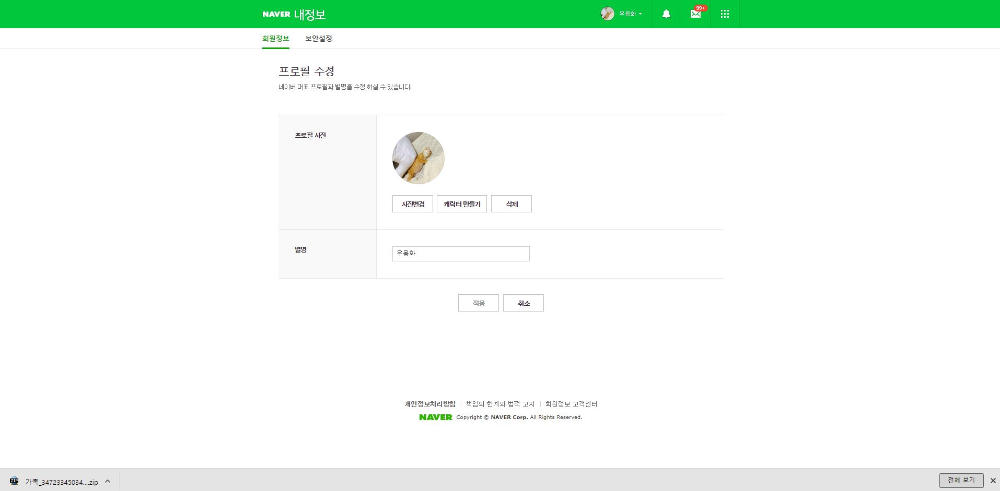 NAVER 내정보
우용화
99+
회원정보 보안설정
프로필 수정
네이버 대표 프로필과 별명을 수정 하실 수 있습니다.
프로필 사진
사진변경 캐릭터 만들기 삭제
별명
우용화
적용 취소
개인정보처리방침 책임의 한계와 법적 고지 회원정보 고객센터
NAVER Copyright © NAVER Corp. All Rights Reserved.
ZIP 가족_34723345034....zip
전체 보기